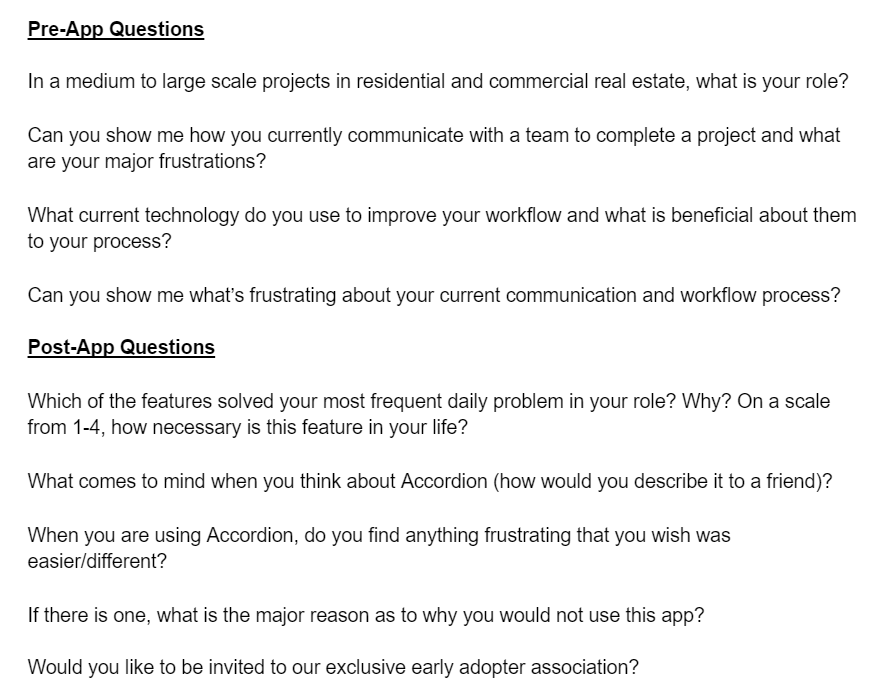 Pre-App Questions
In a medium to large scale projects in residential and commercial real estate, what is your role?
Can you show me how you currently communicate with a team to complete a project and what
are your major frustrations?
What current technology do you use to improve your workflow and what is beneficial about them
to your process?
Can you show me what’s frustrating about your current communication and workflow process?
Post-App Questions
Which of the features solved your most frequent daily problem in your role? Why? On a scale
from 1-4, how necessary is this feature in your life?
What comes to mind when you think about Accordion (how would you describe it to a friend)?
When you are using Accordion, do you find anything frustrating that you wish was
easier/different?
If there is one, what is the major reason as to why you would not use this app?
Would you like to be invited to our exclusive early adopter association?